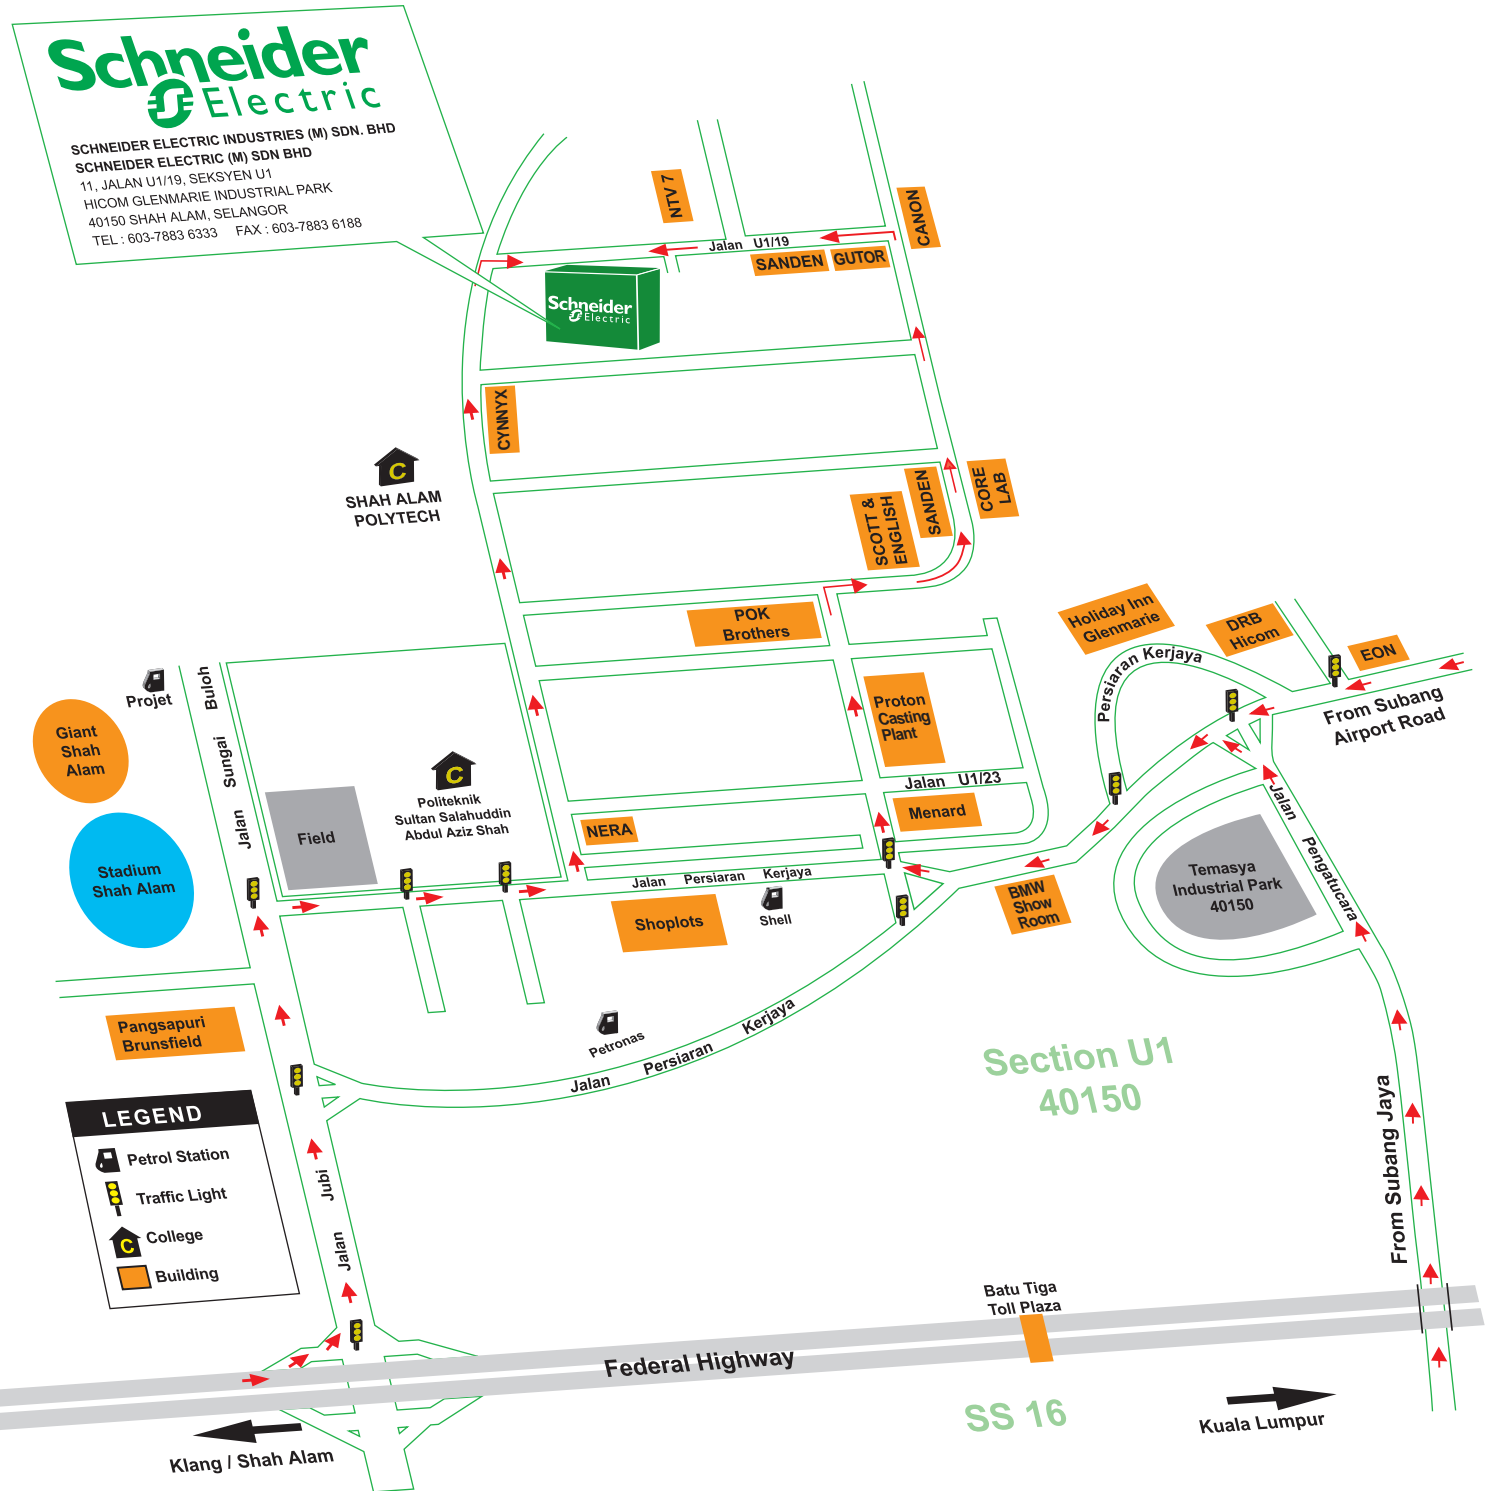 Schneider
Electric
SCHNEIDER ELECTRIC INDUSTRIES (M) SDN. BHD
SCHNEIDER ELECTRIC (M) SDN BHD
11, JALAN U1/19, SEKSYEN U1
HICOM GLENMARIE INDUSTRIAL PARK
40150 SHAH ALAM, SELANGOR
TEL : 603-7883 6333 FAX : 603-7883 6188
NTV 7
CANON
Jalan U1/19
SANDEN
GUTOR
Schneider
Electric
CYNNYX
C
SHAH ALAM
POLYTECH
SCOTT &
ENGLISH
SANDEN
CORE
LAB
POK
Brothers
Holiday Inn
Glenmarie
DRB
Hicom
EON
Persiaran Kerjaya
From Subang
Airport Road
Projet
Jalan Sungai Buloh
Giant
Shah
Alam
Stadium
Shah Alam
Field
C
Politeknik
Sultan Salahuddin
Abdul Aziz Shah
Proton
Casting
Plant
Jalan U1/23
Menard
NERA
Jalan Persiaran Kerjaya
Shoplots
Shell
BMW
Show
Room
Temasya
Industrial Park
40150
Jalan Pengatucara
Pangsapuri
Brunsfield
Petronas
Jalan Persiaran Kerjaya
Section U1
40150
LEGEND
Petrol Station
Traffic Light
C
College
Building
Jalan Jubi
From Subang Jaya
Batu Tiga
Toll Plaza
Federal Highway
SS 16
Klang / Shah Alam
Kuala Lumpur